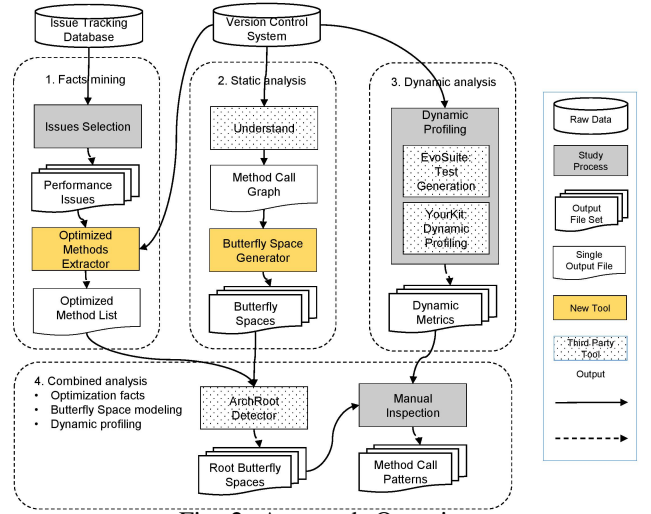 Issue Tracking
Database
Version Control
System
1. Facts mining
2. Static analysis
3. Dynamic analysis
Issues Selection
Performance
Issues
Optimized
Methods
Extractor
Optimized
Method List
Understand
Method Call
Graph
Butterfly Space
Generator
Butterfly
Spaces
Dynamic
Profiling
EvoSuite:
Test
Generation
YourKit:
Dynamic
Profiling
Dynamic
Metrics
4. Combined analysis
• Optimization facts
• Butterfly Space modeling
• Dynamic profiling
ArchRoot
Detector
Root Butterfly
Spaces
Manual
Inspection
Method Call
Patterns
Raw Data
Study
Process
Output
File Set
Single
Output File
New Tool
Third Party
Tool
Output